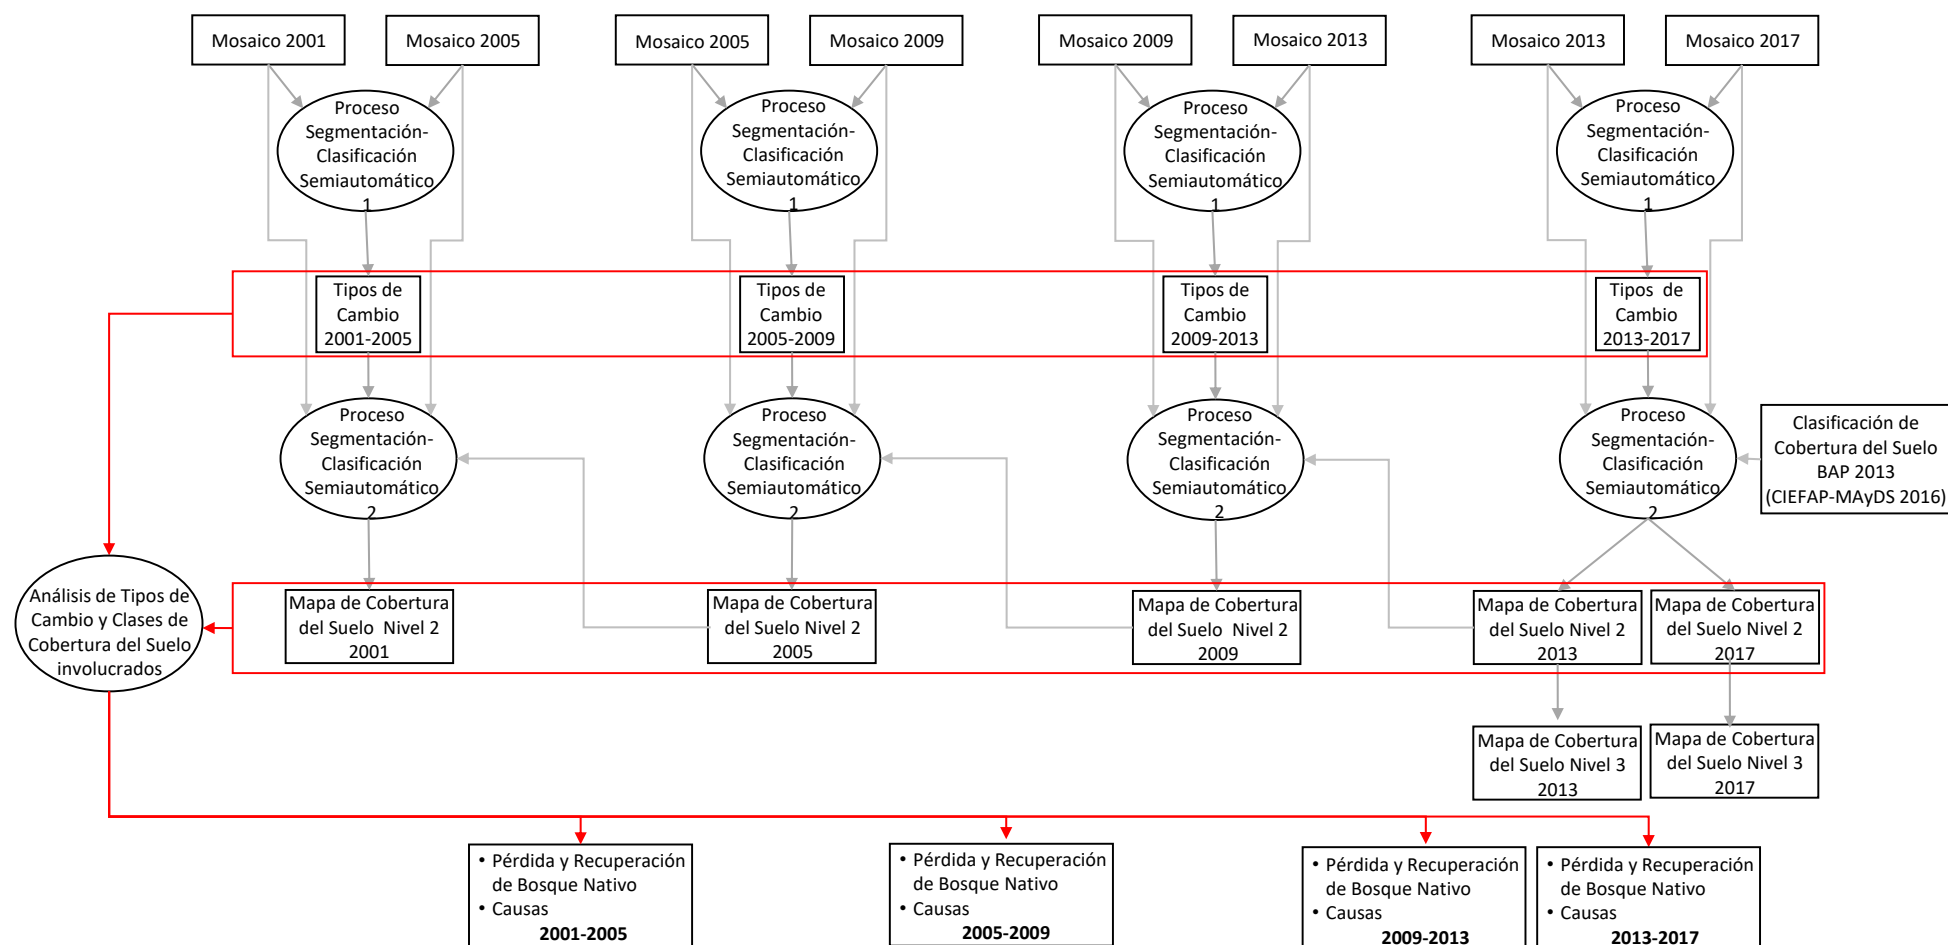 Mosaico 2001
Mosaico 2005
Mosaico 2005
Mosaico 2009
Mosaico 2009
Mosaico 2013
Mosaico 2013
Mosaico 2017
Proceso
Segmentación-
Clasificación
Semiautomático
1
Proceso
Segmentación-
Clasificación
Semiautomático
1
Proceso
Segmentación-
Clasificación
Semiautomático
1
Proceso
Segmentación-
Clasificación
Semiautomático
1
Tipos de
Cambio
2001-2005
Tipos de
Cambio
2005-2009
Tipos de
Cambio
2009-2013
Tipos de
Cambio
2013-2017
Proceso
Segmentación-
Clasificación
Semiautomático
2
Proceso
Segmentación-
Clasificación
Semiautomático
2
Proceso
Segmentación-
Clasificación
Semiautomático
2
Proceso
Segmentación-
Clasificación
Semiautomático
2
Clasificación de
Cobertura del Suelo
BAP 2013
(CIEFAP-MAyDS 2016)
Análisis de Tipos de
Cambio y Clases de
Cobertura del Suelo
involucrados
Mapa de Cobertura
del Suelo Nivel 2
2001
Mapa de Cobertura
del Suelo Nivel 2
2005
Mapa de Cobertura
del Suelo Nivel 2
2009
Mapa de Cobertura
del Suelo Nivel 2
2013
Mapa de Cobertura
del Suelo Nivel 2
2017
Mapa de Cobertura
del Suelo Nivel 3
2013
Mapa de Cobertura
del Suelo Nivel 3
2017
• Pérdida y Recuperación
de Bosque Nativo
• Causas
2001-2005
• Pérdida y Recuperación
de Bosque Nativo
• Causas
2005-2009
• Pérdida y Recuperación
de Bosque Nativo
• Causas
2009-2013
• Pérdida y Recuperación
de Bosque Nativo
• Causas
2013-2017